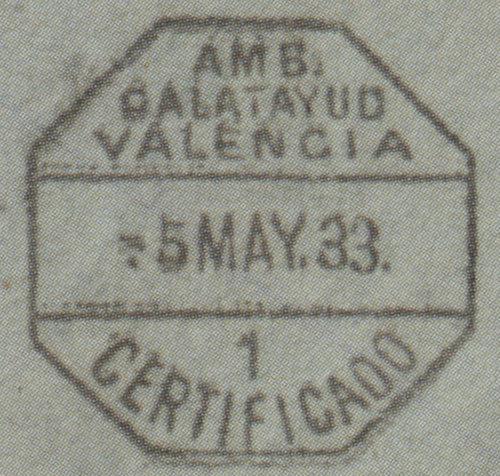 AMB.
CALATAYUD
VALENCIA
-5 MAY. 33.
1
CERTIFICADO